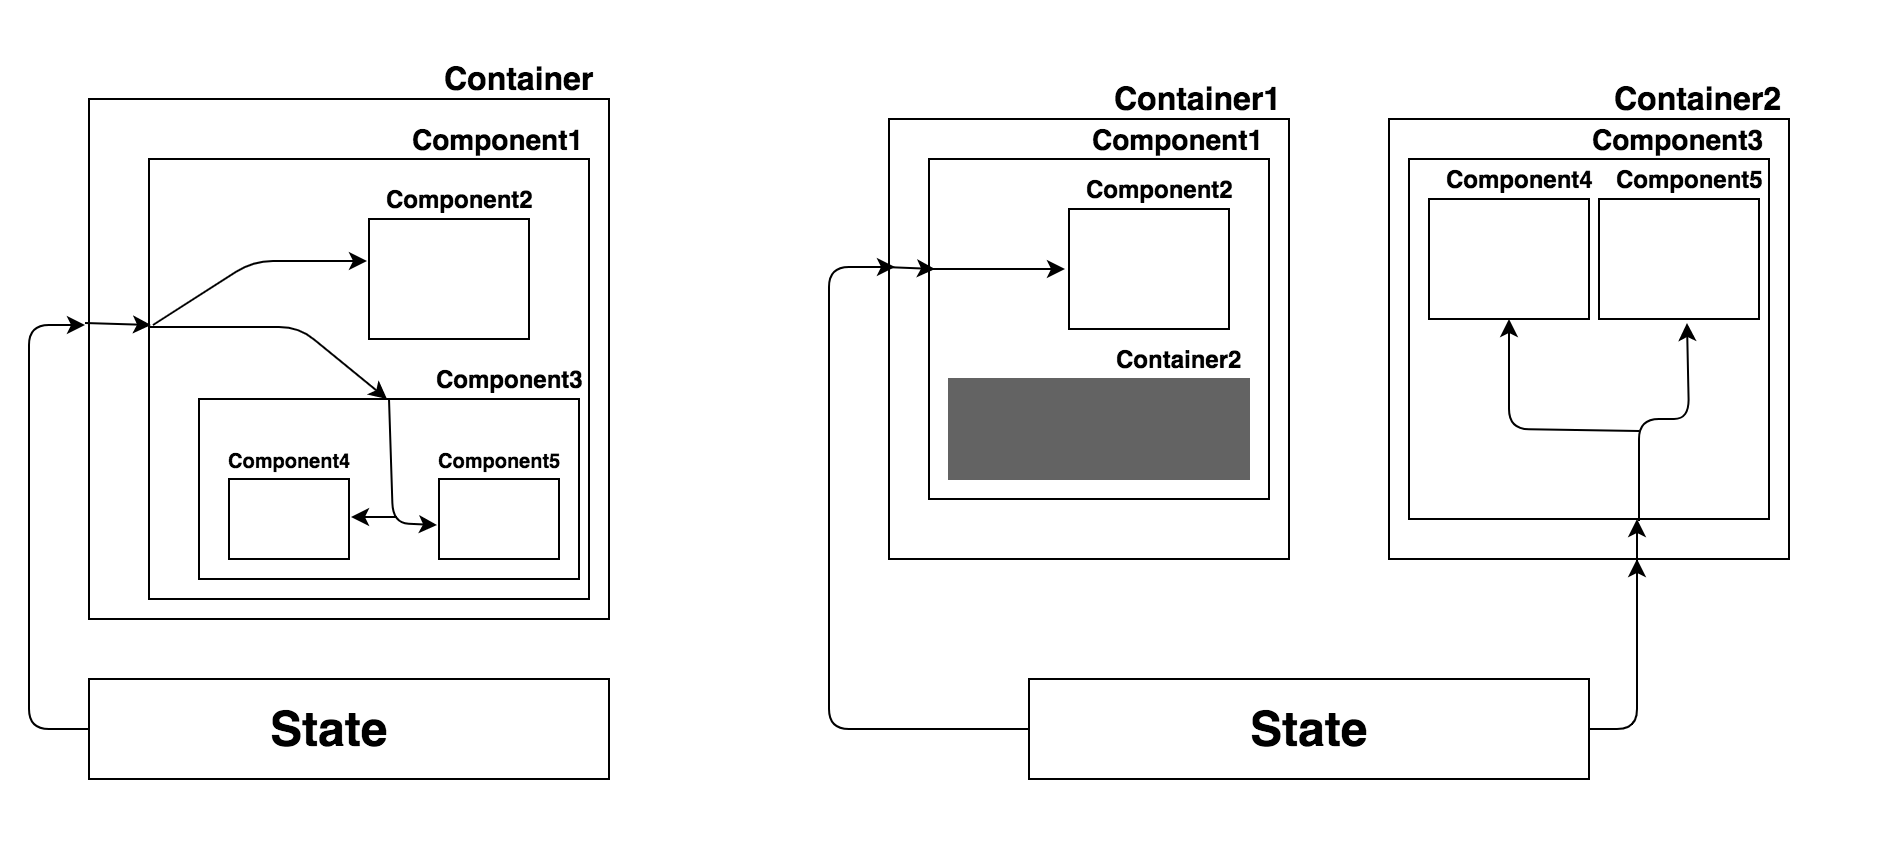 Container
Component1
Component2
Component3
Component4
Component5
State
Container1
Component1
Component2
Container2
Container2
Component3
Component4
Component5
State